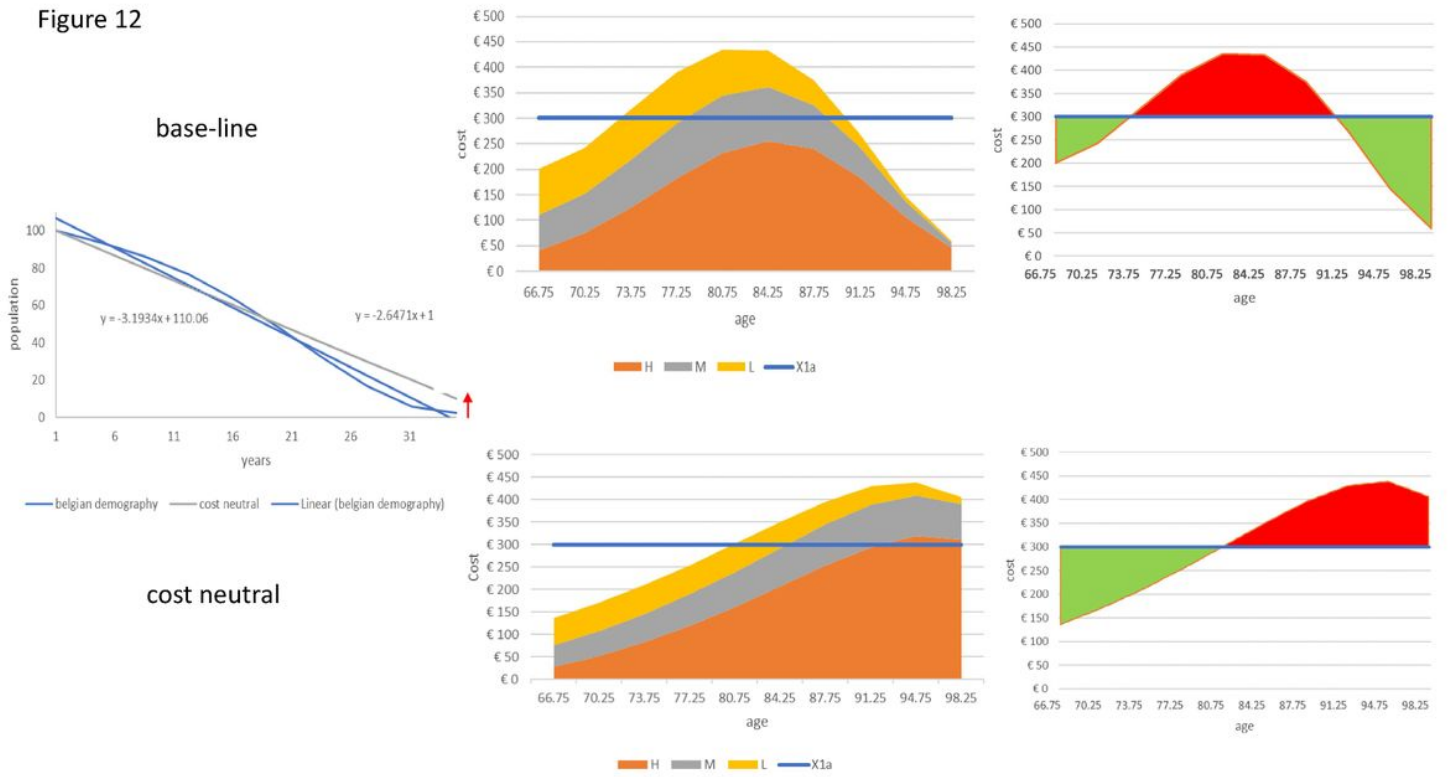 Figure 12
base-line
population
100
80
60
40
20
0
y = -3.1934x + 110.06
y = -2.6471x + 1
1 6 11 16 21 26 31
years
belgian demography cost neutral Linear (belgian demography)
cost neutral
cost
€ 500
€ 450
€ 400
€ 350
€ 300
€ 250
€ 200
€ 150
€ 100
€ 50
€ 0
66.75 70.25 73.75 77.25 80.75 84.25 87.75 91.25 94.75 98.25
age
H M L X1a
cost
€ 500
€ 450
€ 400
€ 350
€ 300
€ 250
€ 200
€ 150
€ 100
€ 50
€ 0
66.75 70.25 73.75 77.25 80.75 84.25 87.75 91.25 94.75 98.25
age
Cost
€ 500
€ 450
€ 400
€ 350
€ 300
€ 250
€ 200
€ 150
€ 100
€ 50
€ 0
66.75 70.25 73.75 77.25 80.75 84.25 87.75 91.25 94.75 98.25
age
H M L X1a
cost
€ 500
€ 450
€ 400
€ 350
€ 300
€ 250
€ 200
€ 150
€ 100
€ 50
€ 0
66.75 70.25 73.75 77.25 80.75 84.25 87.75 91.25 94.75 98.25
age